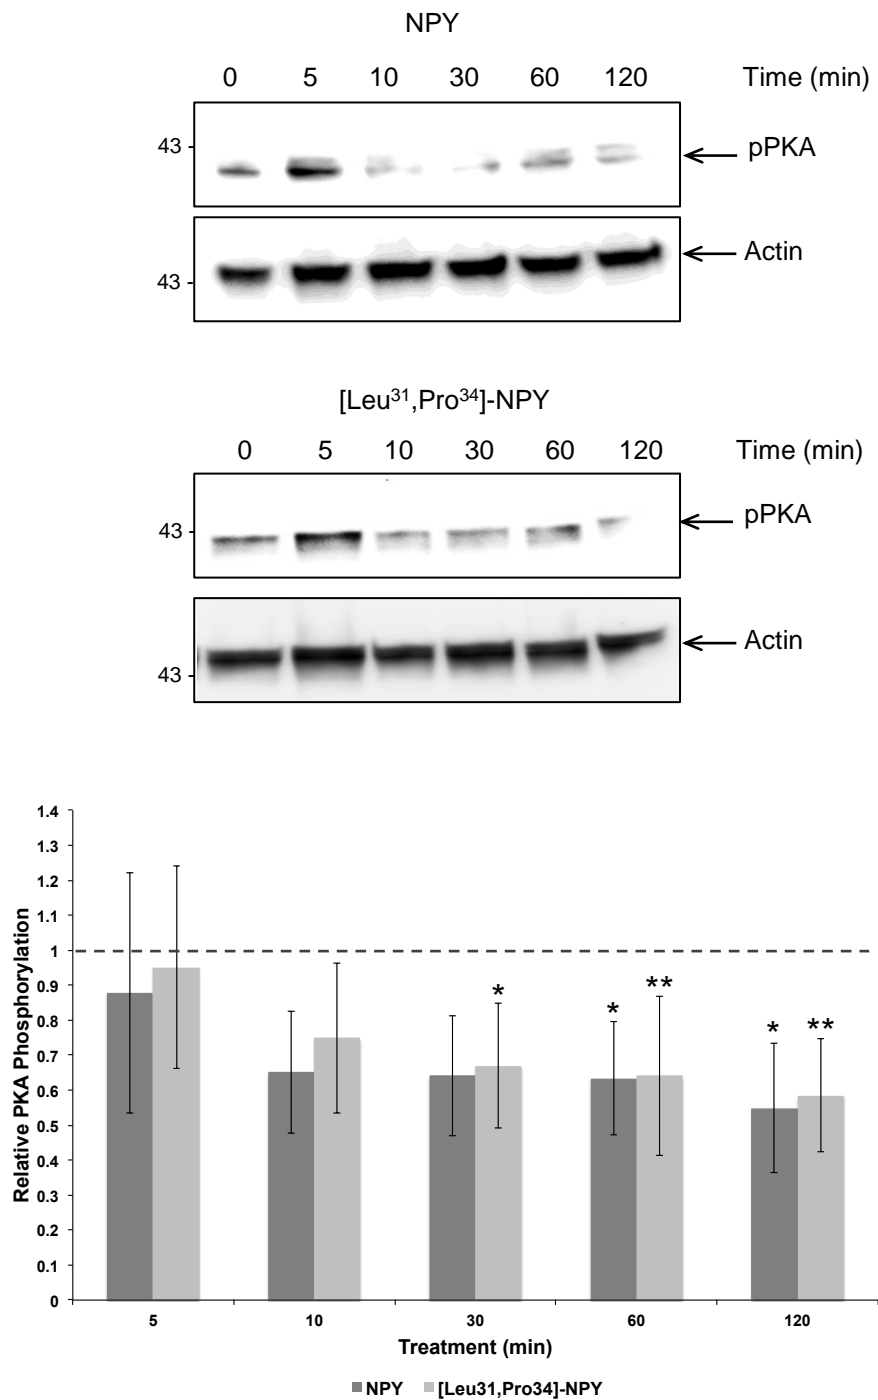 NPY
0 5 10 30 60 120 Time (min)
43
pPKA
Actin
43
[Leu³¹,Pro³⁴]-NPY
0 5 10 30 60 120 Time (min)
43
pPKA
Actin
43
1.4
1.3
1.2
1.1
1
0.9
0.8
0.7
0.6
0.5
0.4
0.3
0.2
0.1
0
Relative PKA Phosphorylation
* * ** * **
5 10 30 60 120
Treatment (min)
NPY [Leu31,Pro34]-NPY